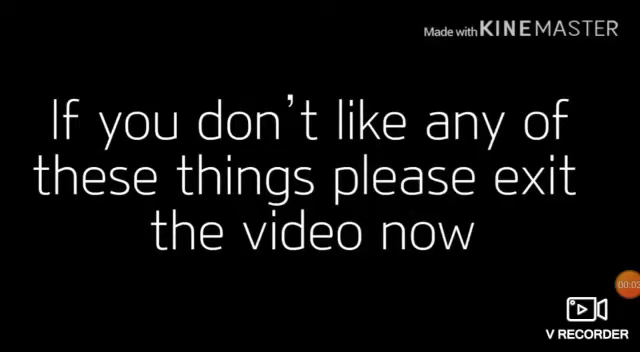 Made with KINEMASTER
If you don't like any of
these things please exit
the video now
V RECORDER